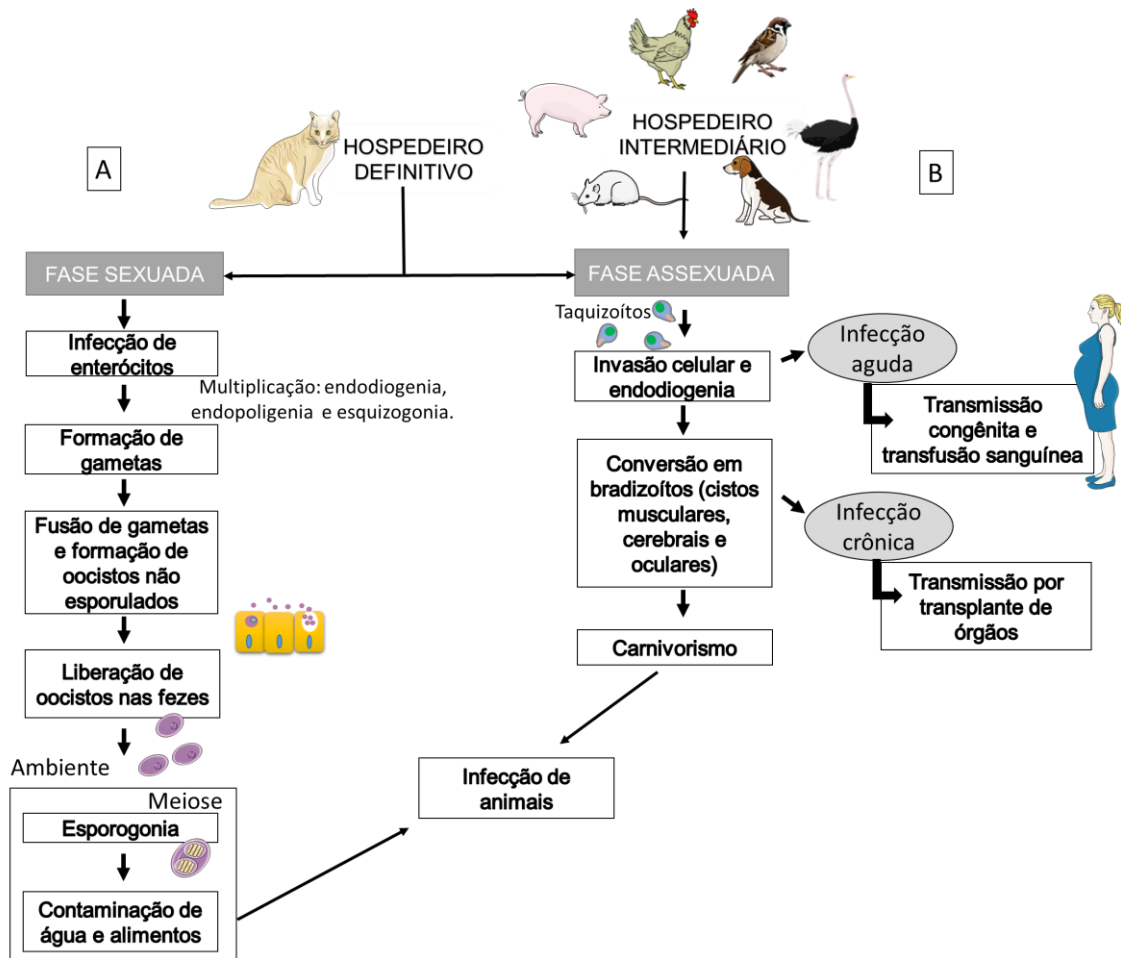 A
HOSPEDEIRO
DEFINITIVO
HOSPEDEIRO
INTERMEDIÁRIO
B
FASE SEXUADA
Infecção de
enterócitos
Multiplicação: endodiogenia,
endopoligenia e esquizogonia.
Formação de
gametas
Fusão de gametas
e formação de
oocistos não
esporulados
Liberação de
oocistos nas fezes
Ambiente
Meiose
Esporogonia
Contaminação de
água e alimentos
FASE ASSEXUADA
Taquizoítos
Invasão celular e
endodiogenia
Infecção
aguda
Transmissão
congênita e
transfusão sanguínea
Conversão em
bradizoítos (cistos
musculares,
cerebrais e
oculares)
Infecção
crônica
Transmissão por
transplante de
órgãos
Carnivorismo
Infecção de
animais